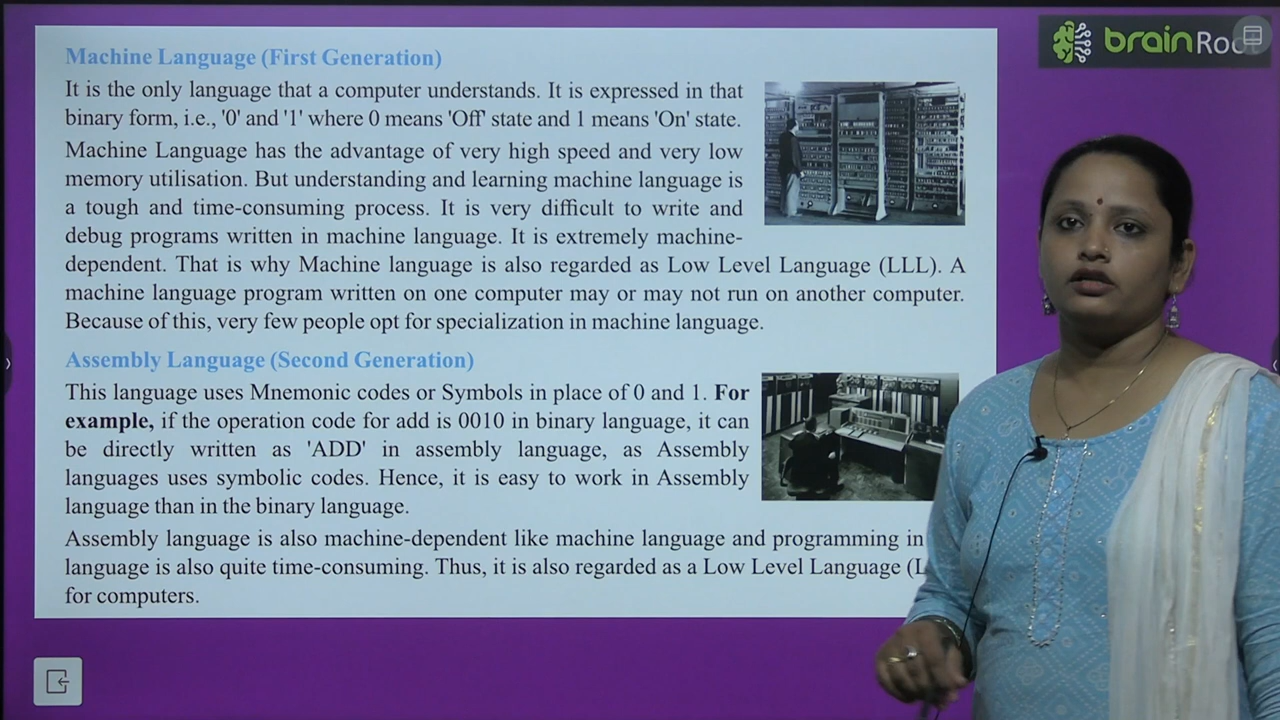 brainRo
Machine Language (First Generation)
It is the only language that a computer understands. It is expressed in that
binary form, i.e., '0' and '1' where 0 means 'Off' state and 1 means 'On' state.
Machine Language has the advantage of very high speed and very low
memory utilisation. But understanding and learning machine language is
a tough and time-consuming process. It is very difficult to write and
debug programs written in machine language. It is extremely machine-
dependent. That is why Machine language is also regarded as Low Level Language (LLL). A
machine language program written on one computer may or may not run on another computer.
Because of this, very few people opt for specialization in machine language.
Assembly Language (Second Generation)
This language uses Mnemonic codes or Symbols in place of 0 and 1. For
example, if the operation code for add is 0010 in binary language, it can
be directly written as 'ADD' in assembly language, as Assembly
languages uses symbolic codes. Hence, it is easy to work in Assembly
language than in the binary language.
Assembly language is also machine-dependent like machine language and programming in
language is also quite time-consuming. Thus, it is also regarded as a Low Level Language (L
for computers.